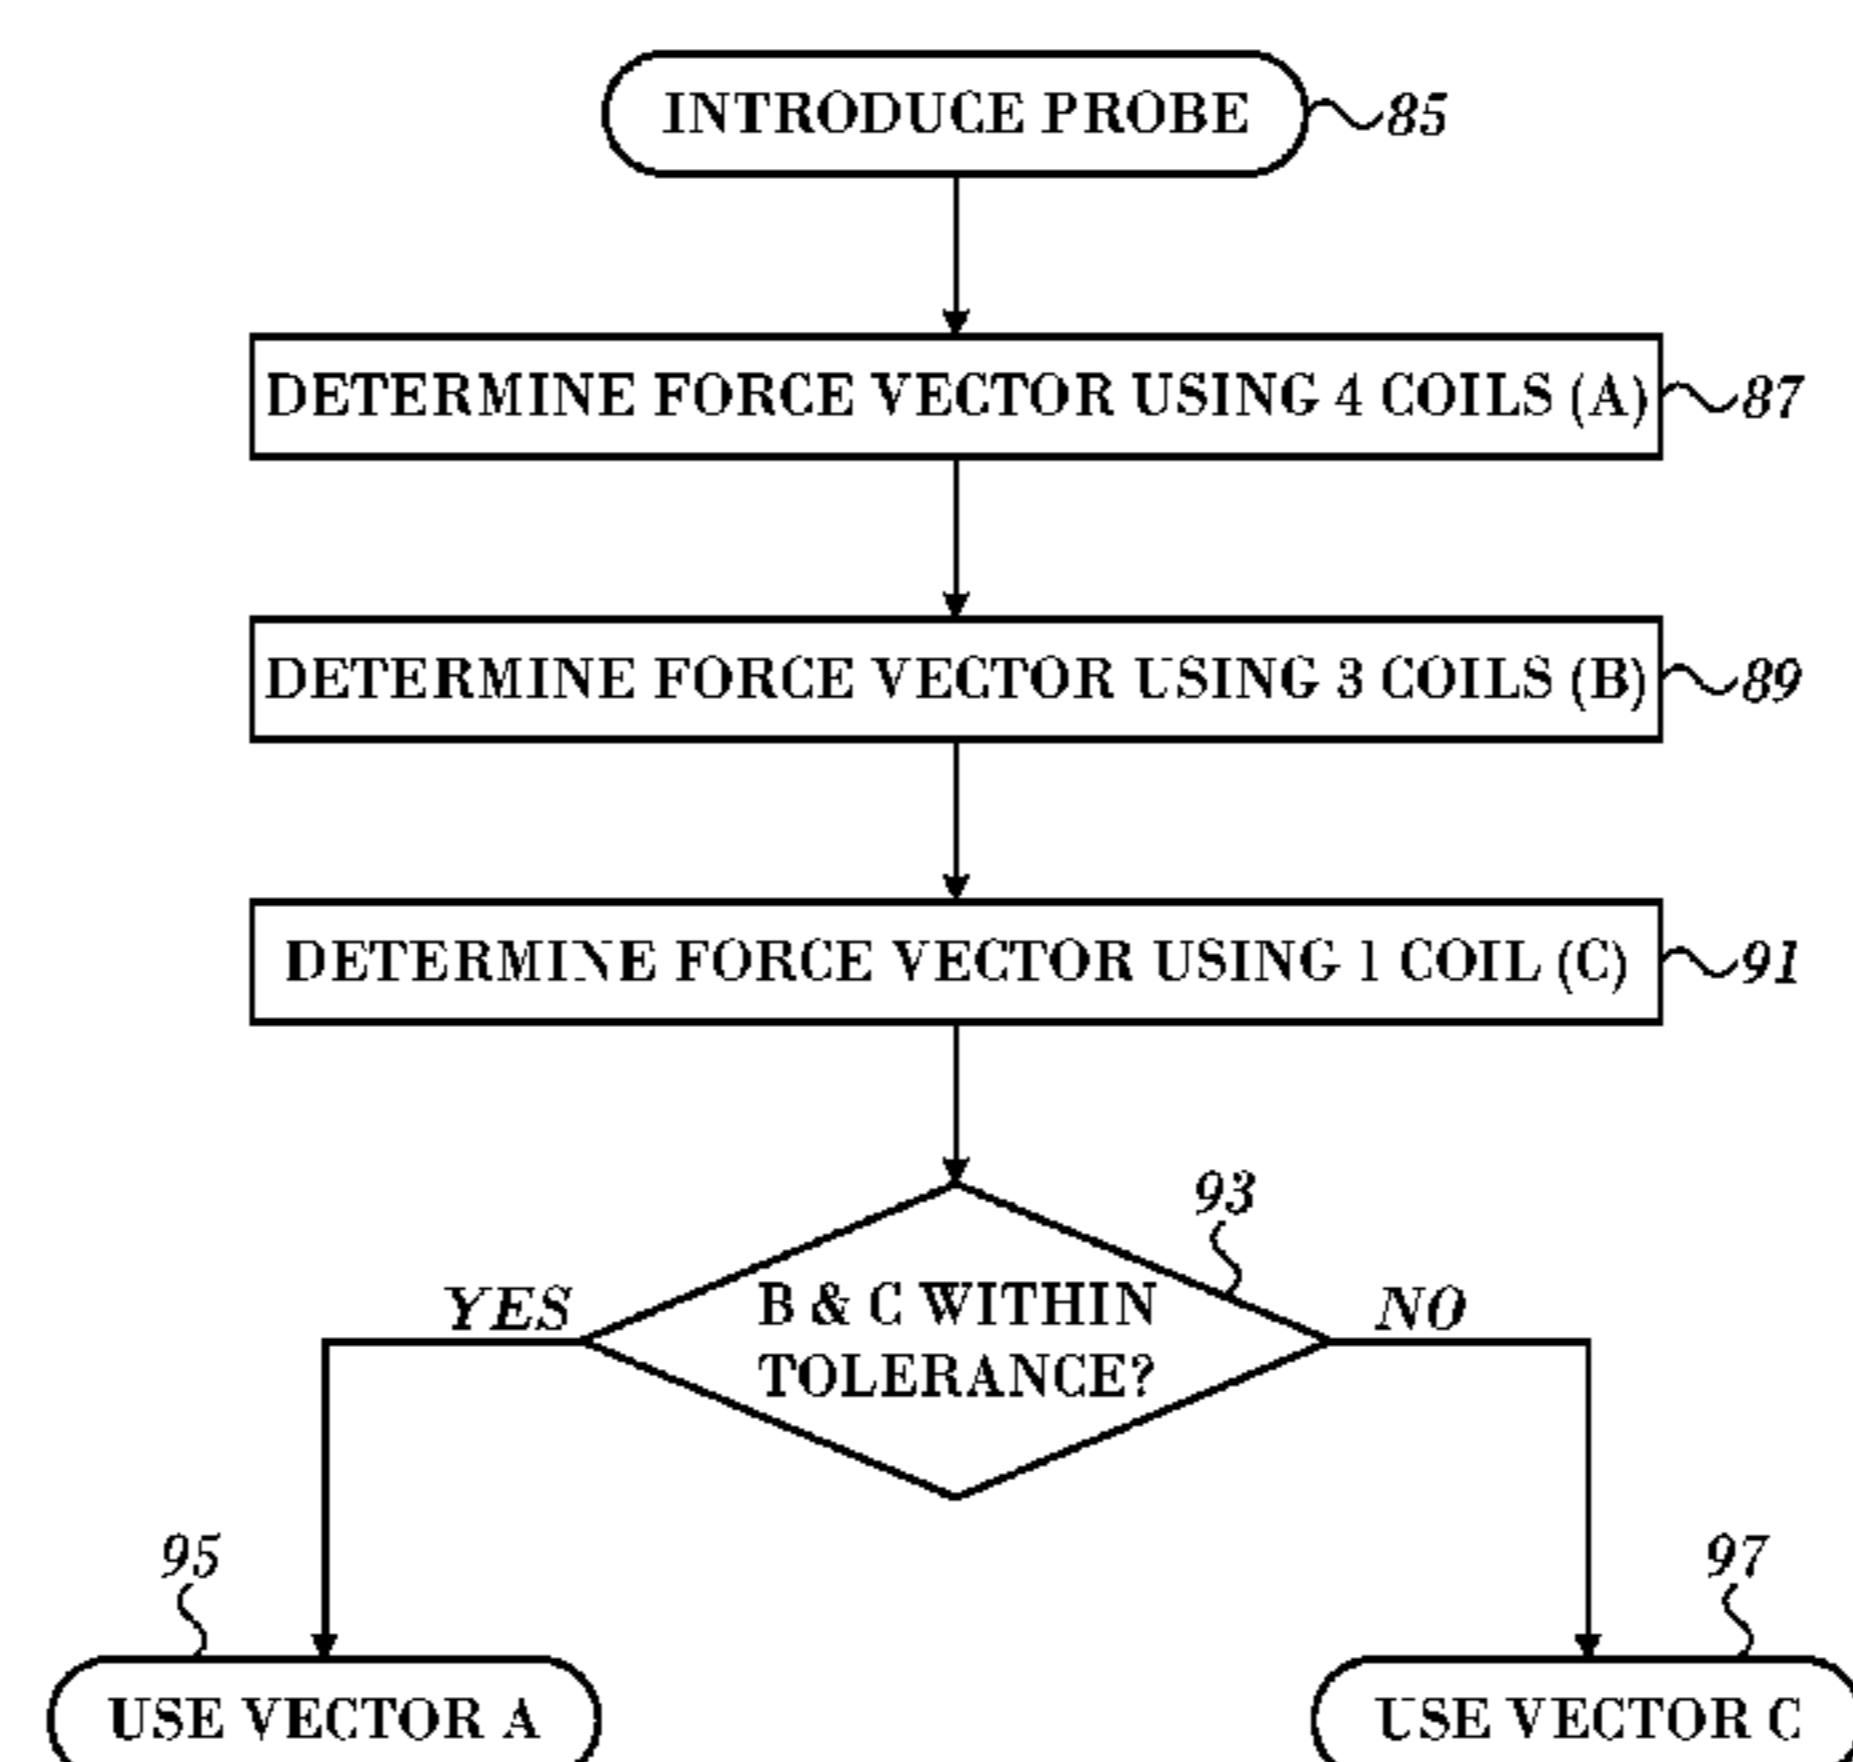 INTRODUCE PROBE
85
DETERMINE FORCE VECTOR USING 4 COILS (A)
87
DETERMINE FORCE VECTOR USING 3 COILS (B)
89
DETERMINE FORCE VECTOR USING 1 COIL (C)
91
93
YES
B & C WITHIN
TOLERANCE?
NO
95
97
USE VECTOR A
USE VECTOR C